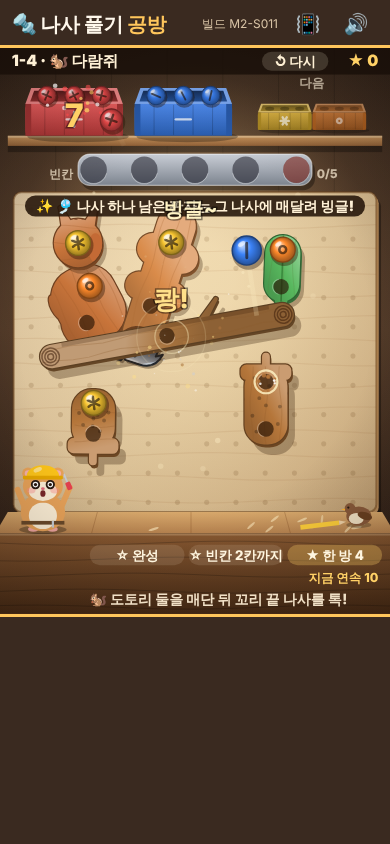 나사 풀기 공방
빌드 M2-S011
1-4 · 다람쥐
다시
★ 0
다음
7
빈칸
0/5
나사 하나 남은
그 나사에 매달려 빙글!
빙글~
쾅!
☆ 완성
☆ 빈칸 2칸까지
★ 한 방 4
지금 연속 10
도토리 둘을 매단 뒤 꼬리 끝 나사를 톡!